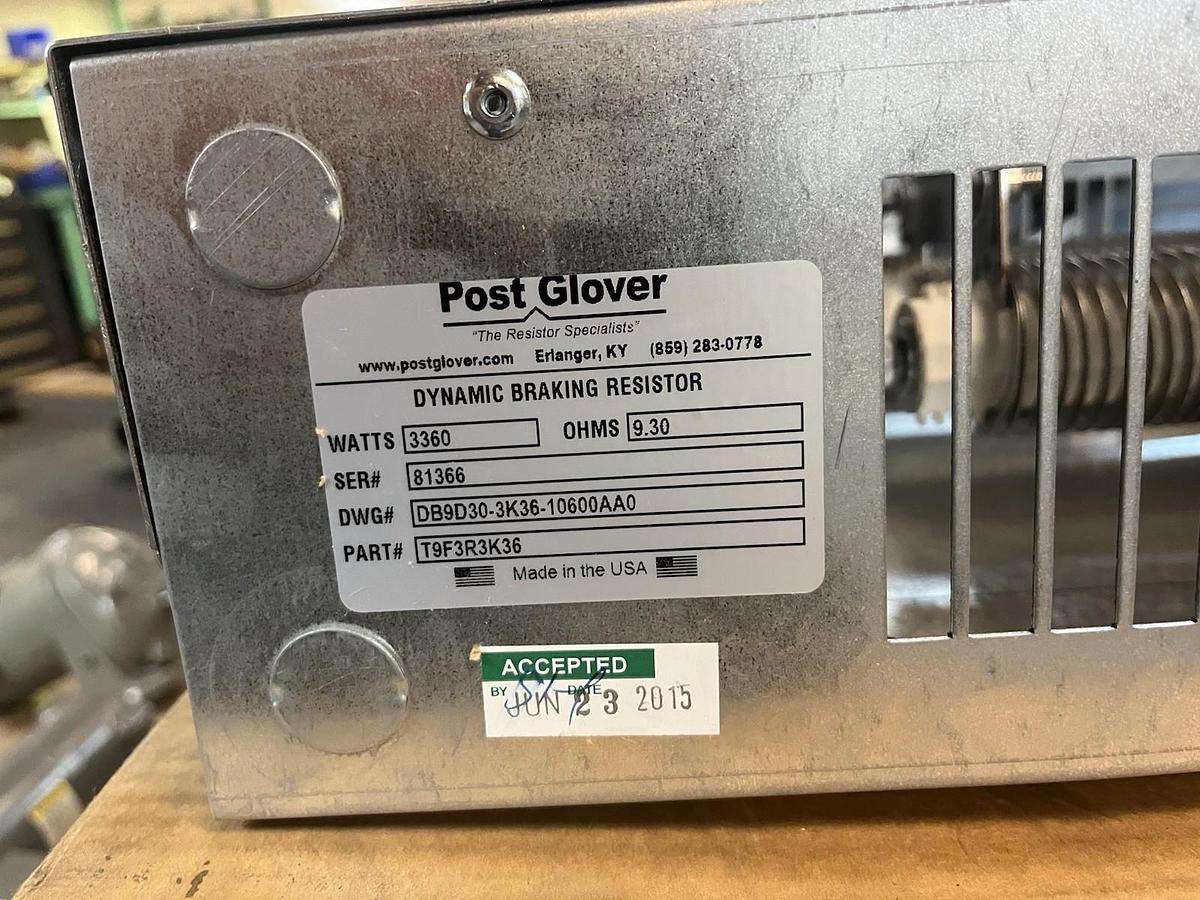 Post Glover
"The Resistor Specialists"
www.postglover.com Erlanger, KY (859) 283-0778
DYNAMIC BRAKING RESISTOR
WATTS 3360 OHMS 9.30
SER# 81366
DWG# DB9D30-3K36-10600AA0
PART# T9F3R3K36
Made in the USA
ACCEPTED
BY DATE
JUN 23 2015